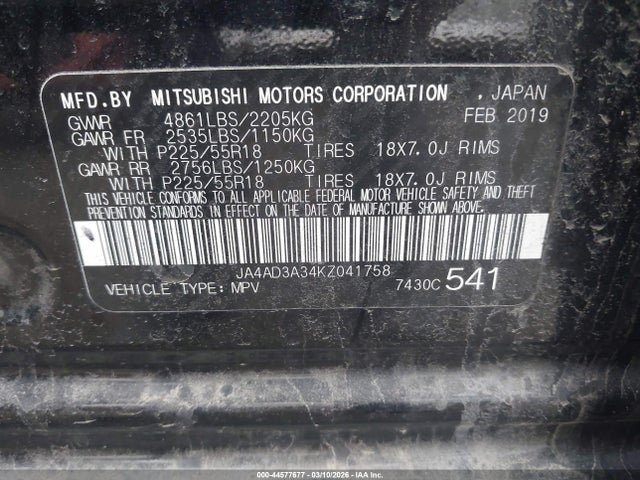 MFD.BY MITSUBISHI MOTORS CORPORATION , JAPAN
GVWR 4861LBS/2205KG FEB 2019
GAWR FR 2535LBS/1150KG
WITH P225/55R18 TIRES 18X7.0J RIMS
GAWR RR 2756LBS/1250KG
WITH P225/55R18 TIRES 18X7.0J RIMS
THIS VEHICLE CONFORMS TO ALL APPLICABLE FEDERAL MOTOR VEHICLE SAFETY AND THEFT
PREVENTION STANDARDS IN EFFECT ON THE DATE OF MANUFACTURE SHOWN ABOVE.
JA4AD3A34KZ041758
VEHICLE TYPE: MPV 7430C 541
000-44577677 - 03/10/2026 - IAAI.COM